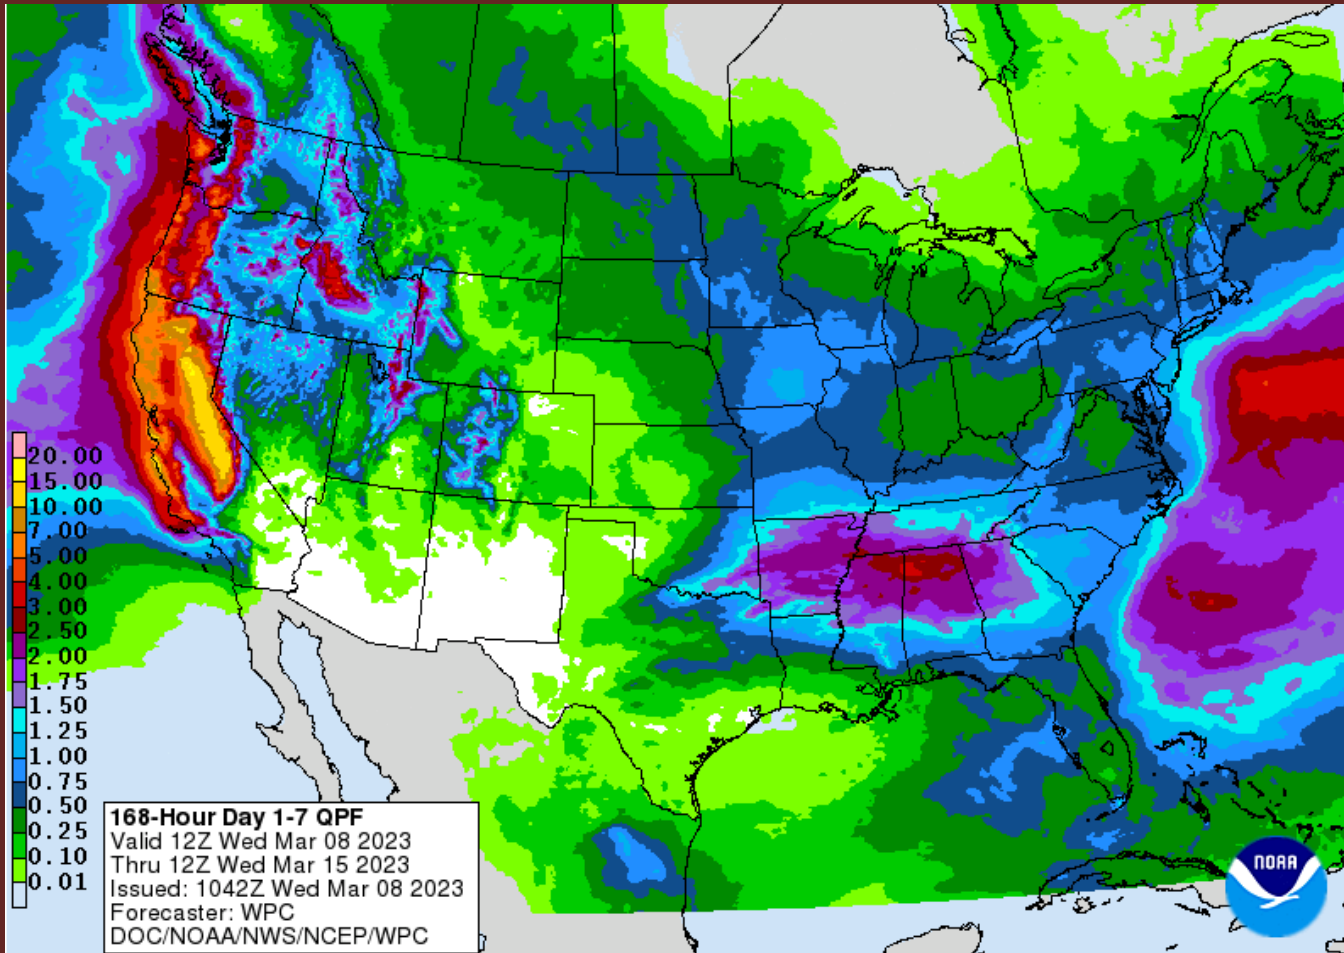 20.00
15.00
10.00
7.00
5.00
4.00
3.00
2.50
2.00
1.75
1.50
1.25
1.00
0.75
0.50
0.25
0.10
0.01
168-Hour Day 1-7 QPF
Valid 12Z Wed Mar 08 2023
Thru 12Z Wed Mar 15 2023
Issued: 1042Z Wed Mar 08 2023
Forecaster: WPC
DOC/NOAA/NWS/NCEP/WPC
NOAA